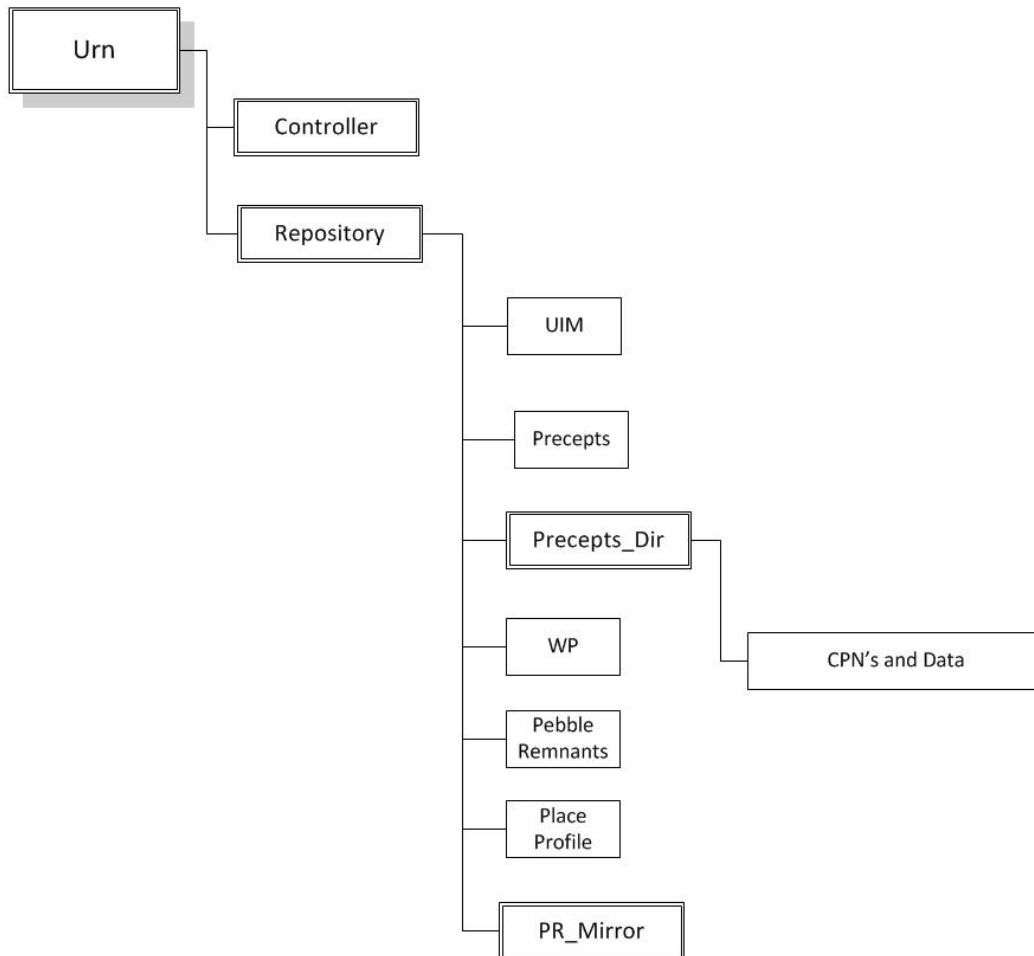 Urn
Controller
Repository
UIM
Precepts
Precepts_Dir
WP
CPN’s and Data
Pebble
Remnants
Place
Profile
PR_Mirror